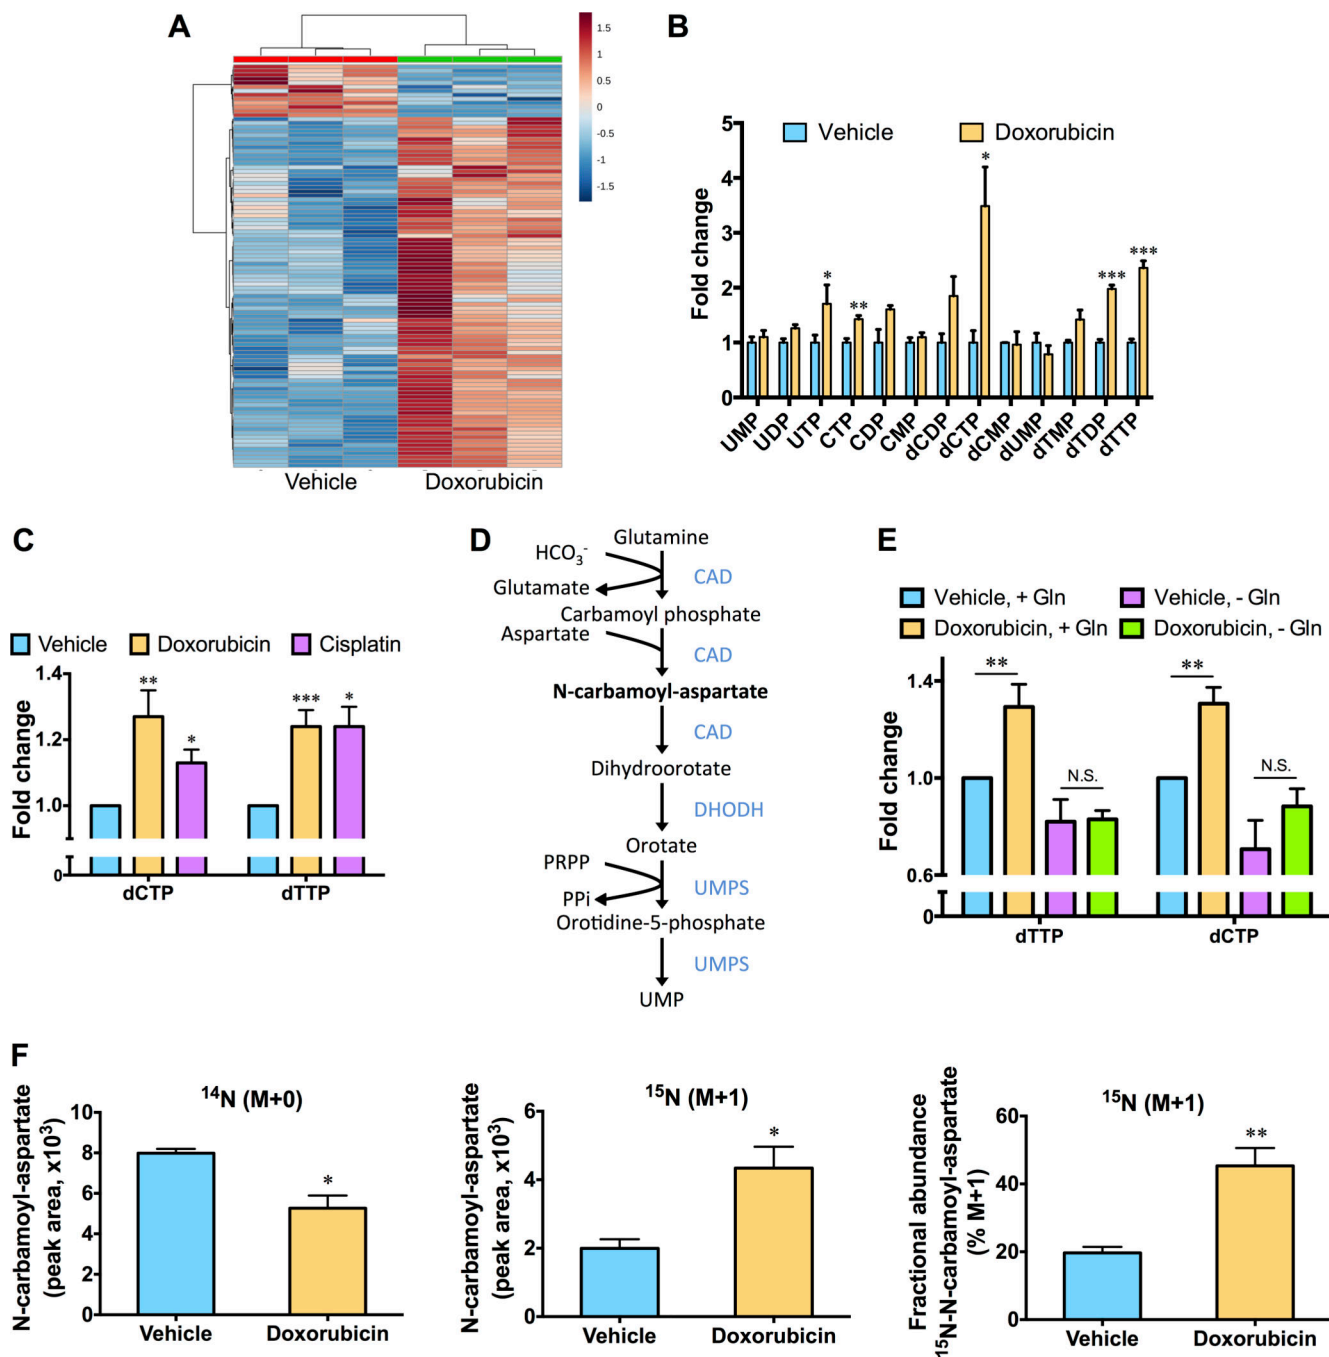 A
1.5
1
0.5
0
-0.5
-1
-1.5
Vehicle Doxorubicin
B
Vehicle Doxorubicin
Fold change
5
4
3
2
1
0
* ** * *** ***
UMP UDP UTP CTP CDP CMP dCDP dCTP dCMP dUMP dTMP dTDP dTTP
C
Vehicle Doxorubicin Cisplatin
Fold change
1.4
1.2
1.0
0
** * *** *
dCTP dTTP
D
Glutamine
HCO₃⁻
CAD
Glutamate
Carbamoyl phosphate
Aspartate
CAD
N-carbamoyl-aspartate
CAD
Dihydroorotate
DHODH
Orotate
PRPP
UMPS
PPi
Orotidine-5-phosphate
UMPS
UMP
E
Vehicle, + Gln Vehicle, - Gln
Doxorubicin, + Gln Doxorubicin, - Gln
Fold change
1.4
1.0
0.6
0
** N.S. ** N.S.
dTTP dCTP
F
¹⁴N (M+0)
N-carbamoyl-aspartate
(peak area, x10³)
10
8
6
4
2
0
*
Vehicle Doxorubicin
¹⁵N (M+1)
N-carbamoyl-aspartate
(peak area, x10³)
6
4
2
0
*
Vehicle Doxorubicin
¹⁵N (M+1)
Fractional abundance
¹⁵N-N-carbamoyl-aspartate
(% M+1)
60
40
20
0
**
Vehicle Doxorubicin